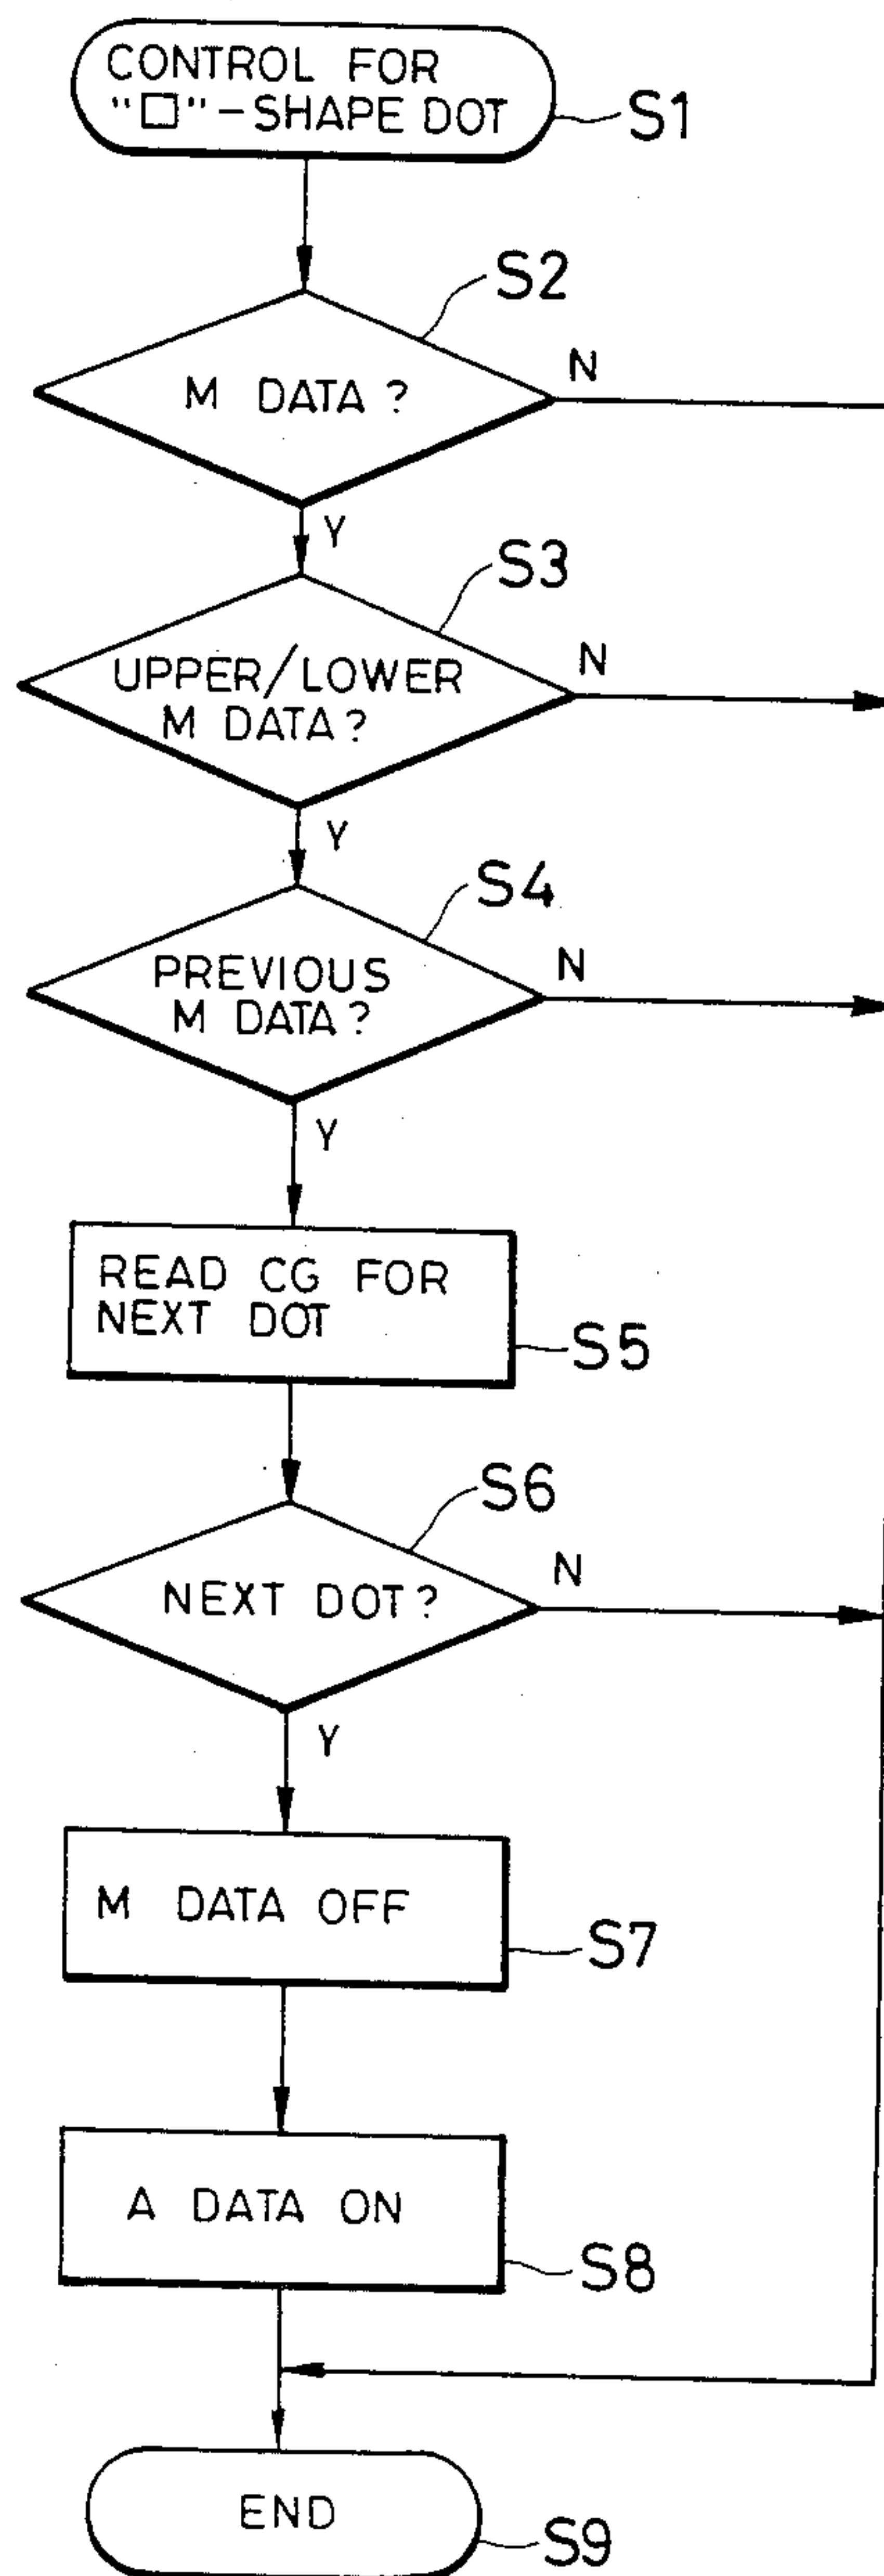 CONTROL FOR
"□"-SHAPE DOT
S1
S2
M DATA?
N
Y
S3
UPPER/LOWER
M DATA?
N
Y
S4
PREVIOUS
M DATA?
N
Y
READ CG FOR
NEXT DOT
S5
S6
NEXT DOT?
N
Y
M DATA OFF
S7
A DATA ON
S8
END
S9